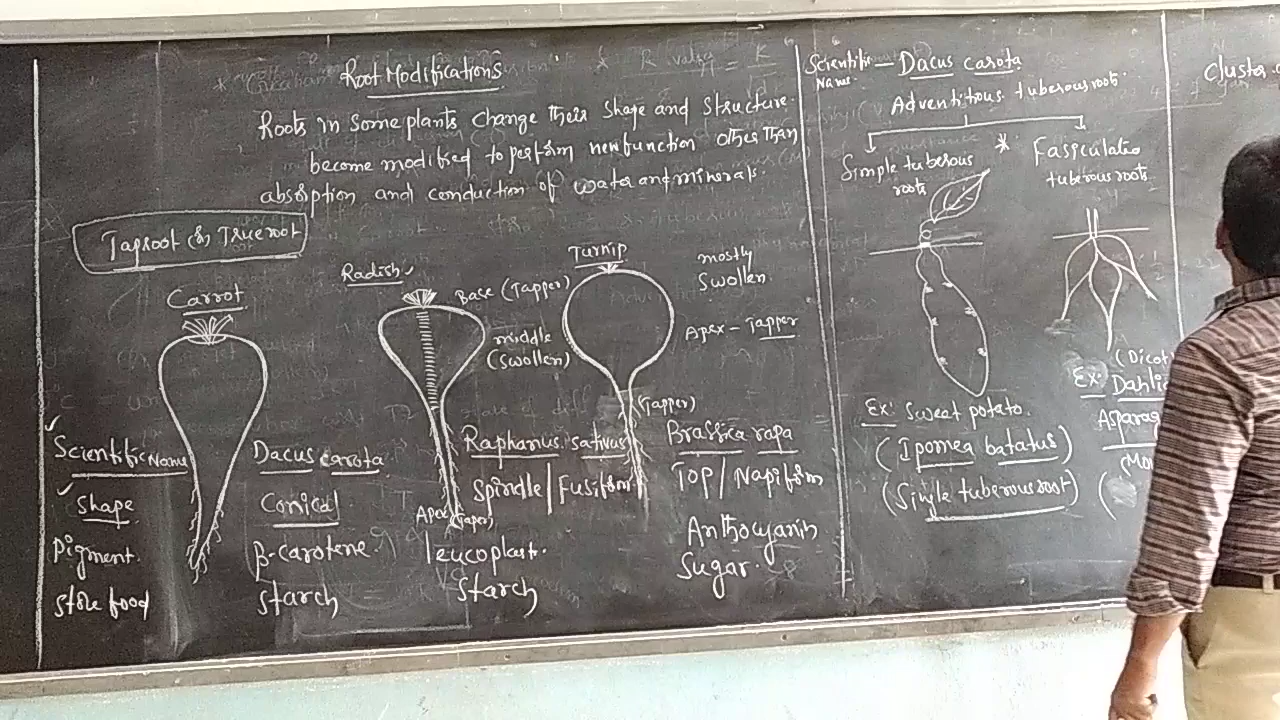 Root Modifications
Roots in some plants change their shape and structure.
become modified to perform new function other than
absorption and conduction of water and minerals.
Taproot (or) True root
Carrot
Radish
Base (Tapper)
middle
(Swollen)
Apex (Taper)
Turnip
mostly
Swollen
Apex - Tapper
(Tapper)
Scientific Name
Dacus carota
Raphanus sativus
Brassica rapa
Shape
Conical
Spindle/Fusiform
Top/Napiform
Pigment
β-carotene
leucoplast.
Anthocyanin
Store food
Starch
Starch
Sugar.
Scientific Name - Dacus carota
Adventitious tuberous roots.
Simple tuberous
roots
* Fasiculated
tuberous roots
Ex: Sweet potato.
(Ipomea batatus)
(Single tuberous root)
(Dicot
Ex: Dahli
Asparag
Cluster